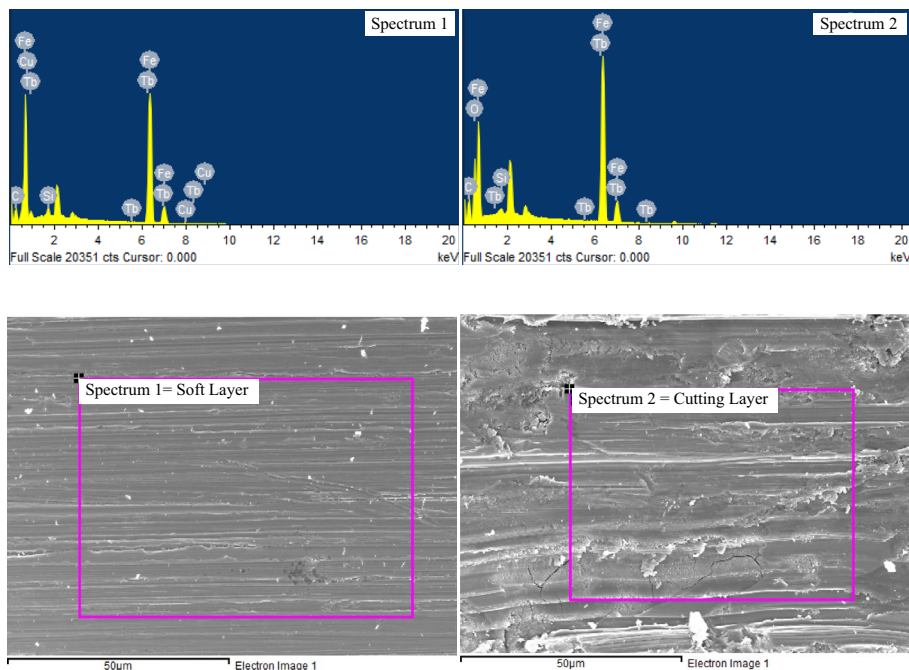 Spectrum 1
Fe
Cu
Tb
C
Si
Fe
Tb
Fe
Tb
Tb
Cu
Tb
Cu
2 4 6 8 10 12 14 16 18 20
Full Scale 20351 cts Cursor: 0.000 keV
Spectrum 2
Fe
O
C
Tb
Si
Fe
Tb
Fe
Tb
Tb
Tb
2 4 6 8 10 12 14 16 18 20
Full Scale 20351 cts Cursor: 0.000 keV
Spectrum 1= Soft Layer
50µm Electron Image 1
Spectrum 2 = Cutting Layer
50µm Electron Image 1